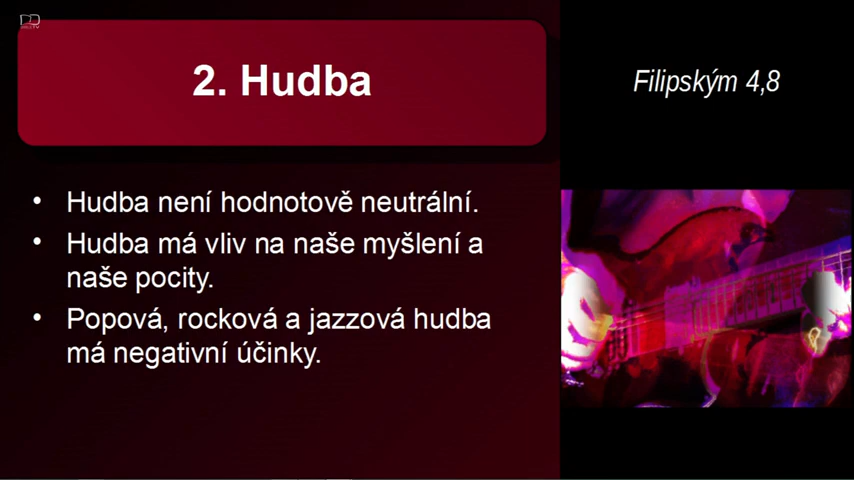 2. Hudba
Filipským 4,8
• Hudba není hodnotově neutrální.
• Hudba má vliv na naše myšlení a
naše pocity.
• Popová, rocková a jazzová hudba
má negativní účinky.